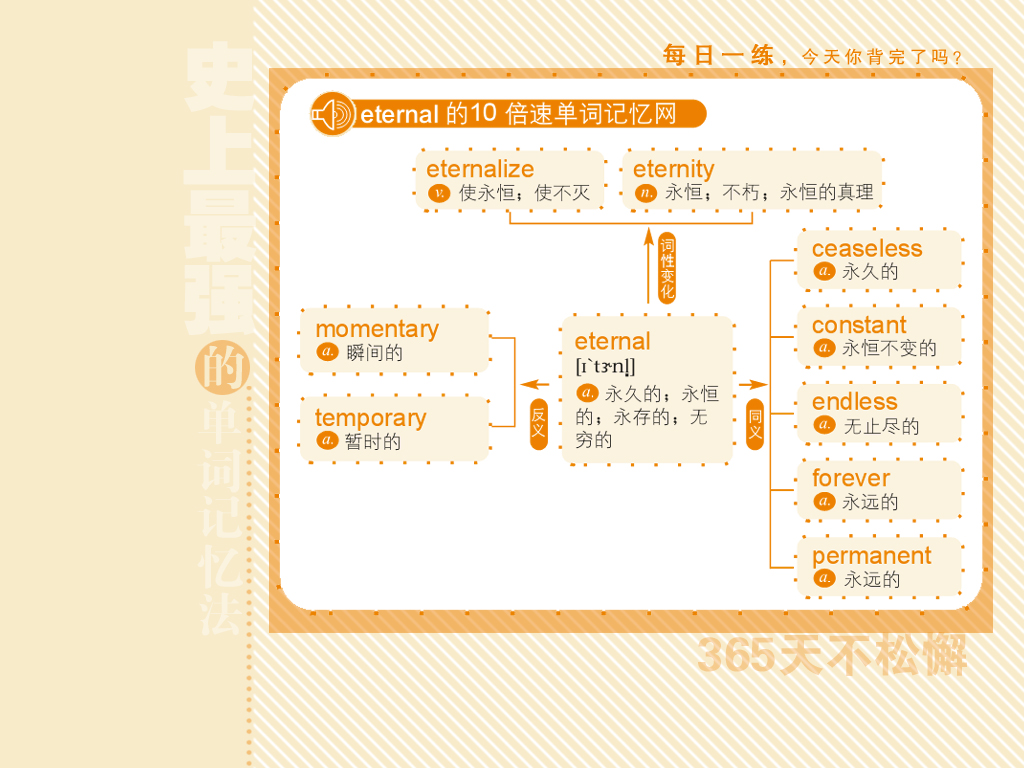 每日一练，今天你背完了吗?
史上最强的单词记忆法
eternal 的10 倍速单词记忆网
eternalize
v. 使永恒；使不灭
eternity
n. 永恒；不朽；永恒的真理
词性变化
momentary
a. 瞬间的
temporary
a. 暂时的
反义
eternal
[ɪˋtɝnl̩]
a. 永久的；永恒
的；永存的；无
穷的
同义
ceaseless
a. 永久的
constant
a. 永恒不变的
endless
a. 无止尽的
forever
a. 永远的
permanent
a. 永远的
365天不松懈